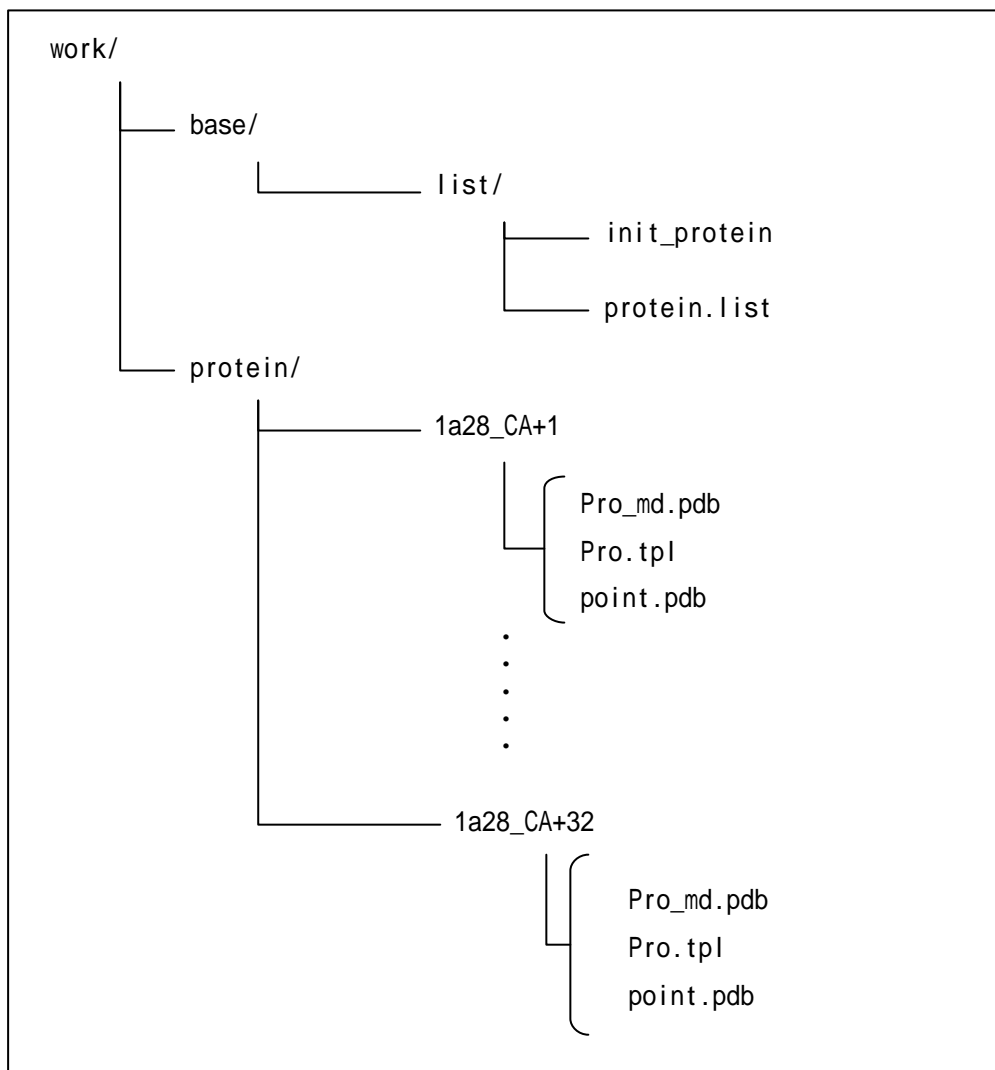 work/
base/
list/
init_protein
protein.list
protein/
1a28_CA+1
Pro_md.pdb
Pro.tpl
point.pdb
1a28_CA+32
Pro_md.pdb
Pro.tpl
point.pdb